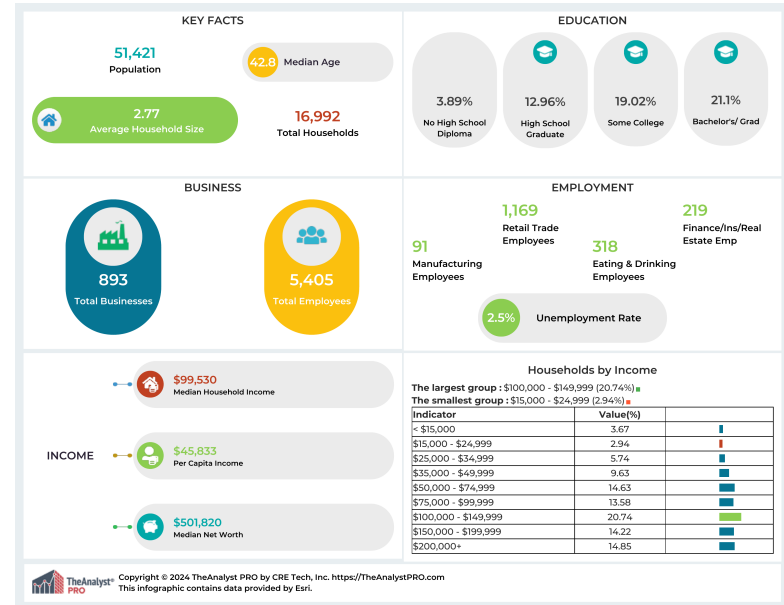 KEY FACTS
51,421
Population
42.8
Median Age
2.77
Average Household Size
16,992
Total Households
EDUCATION
3.89%
No High School
Diploma
12.96%
High School
Graduate
19.02%
Some College
21.1%
Bachelor's/ Grad
BUSINESS
893
Total Businesses
5,405
Total Employees
EMPLOYMENT
91
Manufacturing
Employees
1,169
Retail Trade
Employees
318
Eating & Drinking
Employees
219
Finance/Ins/Real
Estate Emp
2.5%
Unemployment Rate
INCOME
$99,530
Median Household Income
$45,833
Per Capita Income
$501,820
Median Net Worth
Households by Income
The largest group : $100,000 - $149,999 (20.74%)
The smallest group : $15,000 - $24,999 (2.94%)
Indicator Value(%)
< $15,000 3.67
$15,000 - $24,999 2.94
$25,000 - $34,999 5.74
$35,000 - $49,999 9.63
$50,000 - $74,999 14.63
$75,000 - $99,999 13.58
$100,000 - $149,999 20.74
$150,000 - $199,999 14.22
$200,000+ 14.85
TheAnalyst®
PRO
Copyright © 2024 TheAnalyst PRO by CRE Tech, Inc. https://TheAnalystPRO.com
This infographic contains data provided by Esri.